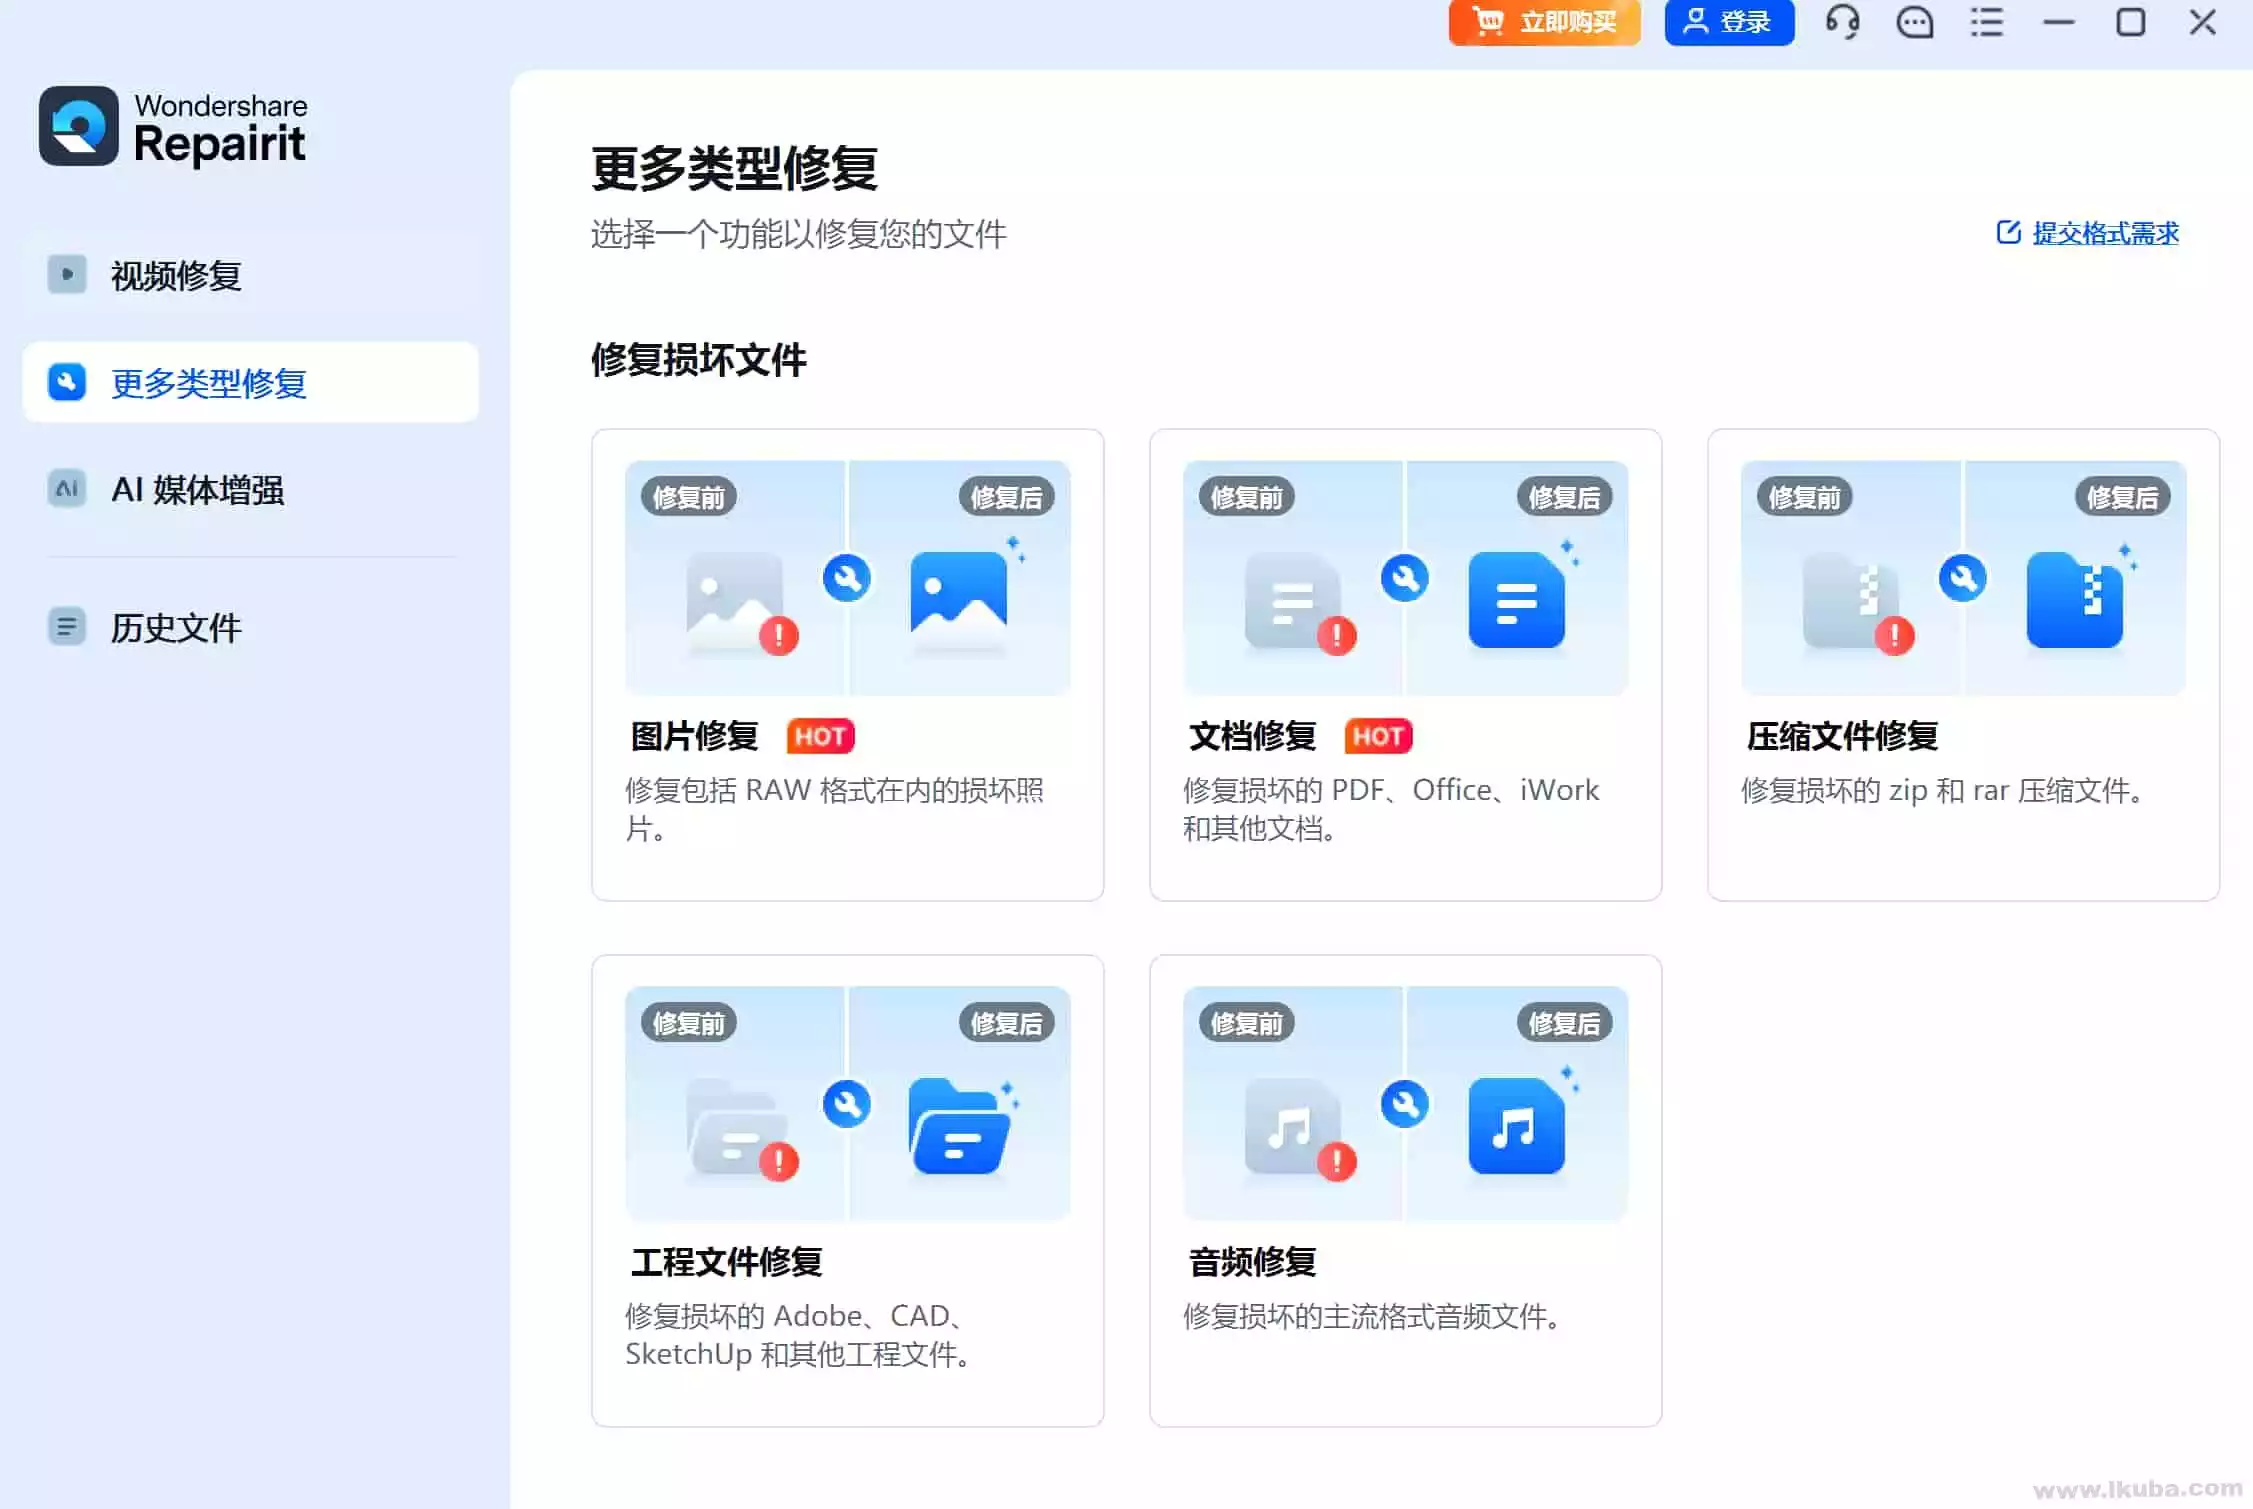 立即购买
登录
Wondershare
Repairit
视频修复
更多类型修复
AI
AI 媒体增强
历史文件
更多类型修复
选择一个功能以修复您的文件
提交格式需求
修复损坏文件
修复前
修复后
图片修复 HOT
修复包括 RAW 格式在内的损坏照
片。
修复前
修复后
文档修复 HOT
修复损坏的 PDF、Office、iWork
和其他文档。
修复前
修复后
压缩文件修复
修复损坏的 zip 和 rar 压缩文件。
修复前
修复后
工程文件修复
修复损坏的 Adobe、CAD、
SketchUp 和其他工程文件。
修复前
修复后
音频修复
修复损坏的主流格式音频文件。
www.lkuba.com